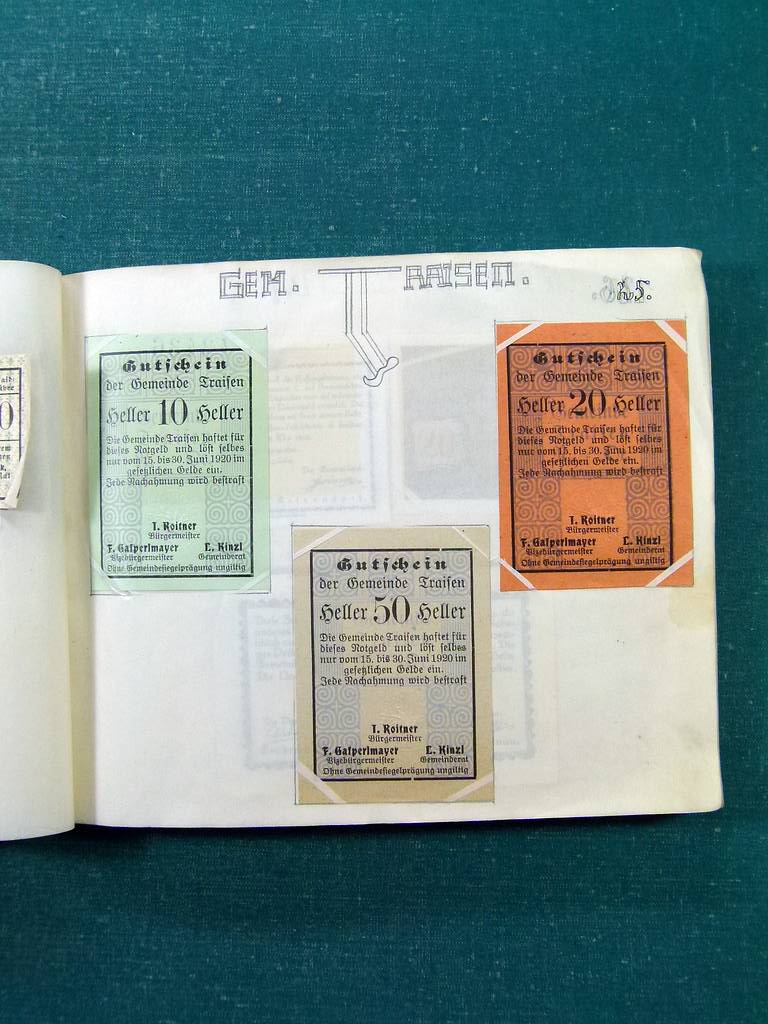 GEM. TRAISEN.
25.
Gutschein
der Gemeinde Traisen
Heller 10 Heller
Die Gemeinde Traisen haftet für
dieses Notgeld und löst selbes
nur vom 15. bis 30. Juni 1920 im
gesetzlichen Gelde ein.
Jede Nachahmung wird bestraft
T. Roitner
Bürgermeister
F. Gasperlmayer E. Kinzl
Vizebürgermeister Gemeinderat
Ohne Gemeindesiegelprägung ungiltig
Gutschein
der Gemeinde Traisen
Heller 20 Heller
Die Gemeinde Traisen haftet für
dieses Notgeld und löst selbes
nur vom 15. bis 30. Juni 1920 im
gesetzlichen Gelde ein.
Jede Nachahmung wird bestraft
T. Roitner
Bürgermeister
F. Gasperlmayer E. Kinzl
Vizebürgermeister Gemeinderat
Ohne Gemeindesiegelprägung ungiltig
Gutschein
der Gemeinde Traisen
Heller 50 Heller
Die Gemeinde Traisen haftet für
dieses Notgeld und löst selbes
nur vom 15. bis 30. Juni 1920 im
gesetzlichen Gelde ein.
Jede Nachahmung wird bestraft
T. Roitner
Bürgermeister
F. Gasperlmayer E. Kinzl
Vizebürgermeister Gemeinderat
Ohne Gemeindesiegelprägung ungiltig